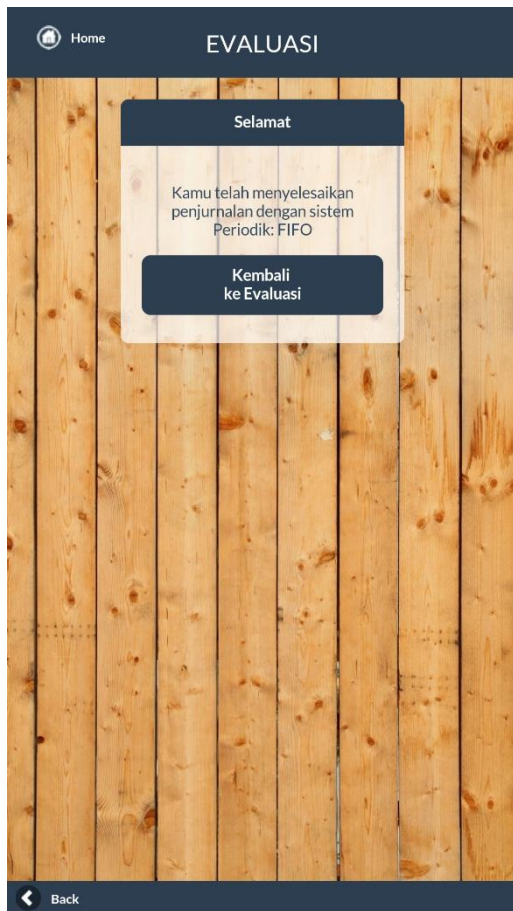 Home
EVALUASI
Selamat
Kamu telah menyelesaikan
penjurnalan dengan sistem
Periodik: FIFO
Kembali
ke Evaluasi
Back